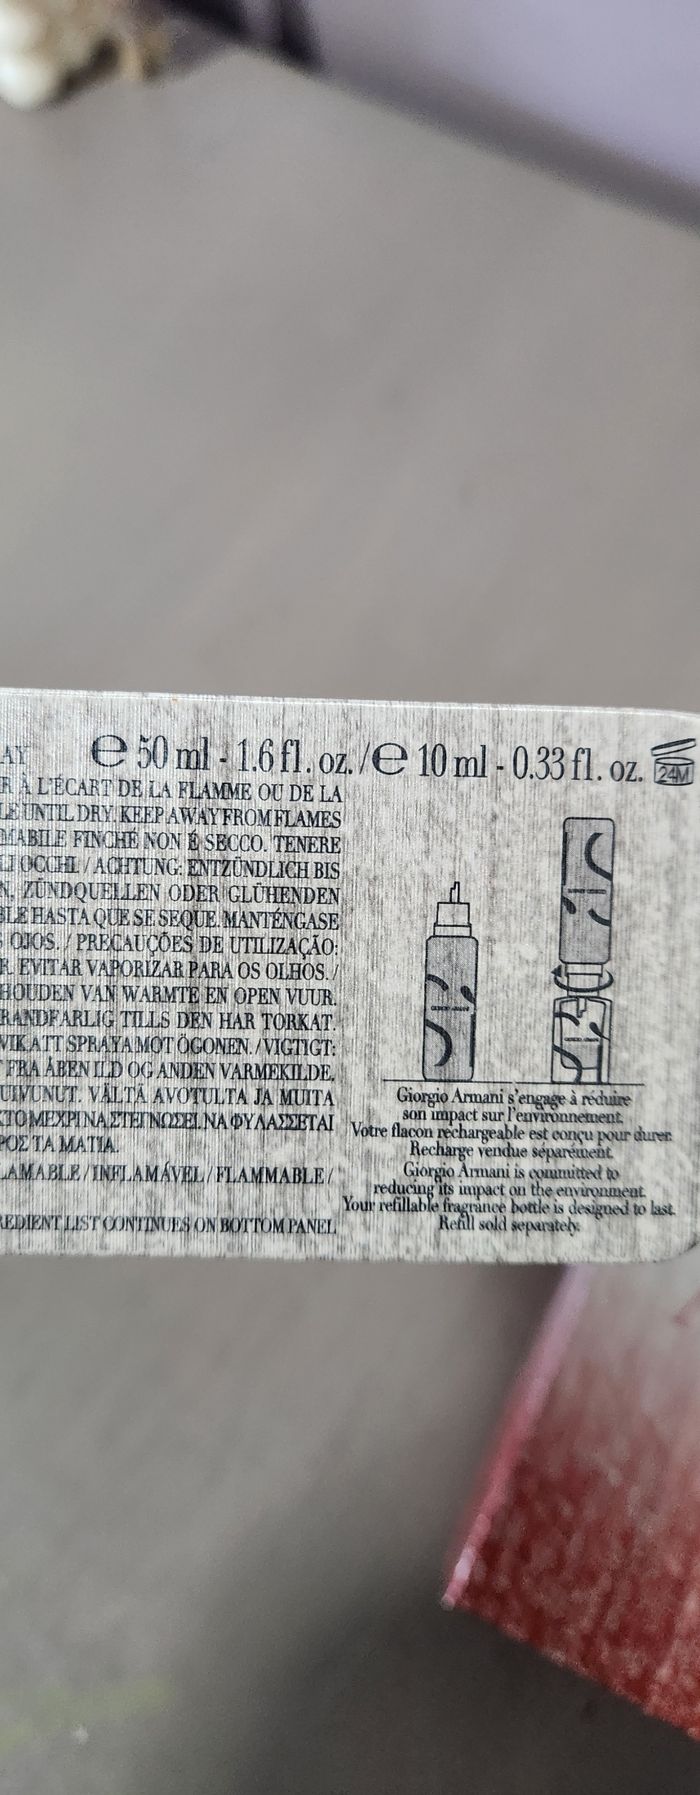 AY e 50 ml - 1.6 fl. oz. / e 10 ml - 0.33 fl. oz. 24M
R À L'ÉCART DE LA FLAMME OU DE LA
LE UNTIL DRY. KEEP AWAY FROM FLAMES
MABILE FINCHÉ NON É SECCO. TENERE
LI OCCHI. / ACHTUNG: ENTZÜNDLICH BIS
N, ZÜNDQUELLEN ODER GLÜHENDEN
BLE HASTA QUE SE SEQUE. MANTÉNGASE
OJOS. / PRECAUÇÕES DE UTILIZAÇÃO:
R. EVITAR VAPORIZAR PARA OS OLHOS. /
HOUDEN VAN WARMTE EN OPEN VUUR.
RANDFARLIG TILLS DEN HAR TORKAT.
VIK ATT SPRAYA MOT ÖGONEN. / VIGTIGT:
FRA ÅBEN ILD OG ANDEN VARMEKILDE.
UIVUNUT. VÄLTÄ AVOTULTA JA MUITA
ΚΤΟ ΜΕΧΡΙ ΝΑ ΣΤΕΓΝΩΣΕΙ. ΝΑ ΦΥΛΑΣΣΕΤΑΙ
ΡΟΣ ΤΑ ΜΑΤΙΑ.
LAMABLE / INFLAMÁVEL / FLAMMABLE /
REDIENT LIST CONTINUES ON BOTTOM PANEL
Giorgio Armani s'engage à réduire
son impact sur l'environnement.
Votre flacon rechargeable est conçu pour durer.
Recharge vendue séparément.
Giorgio Armani is committed to
reducing its impact on the environment.
Your refillable fragrance bottle is designed to last.
Refill sold separately.